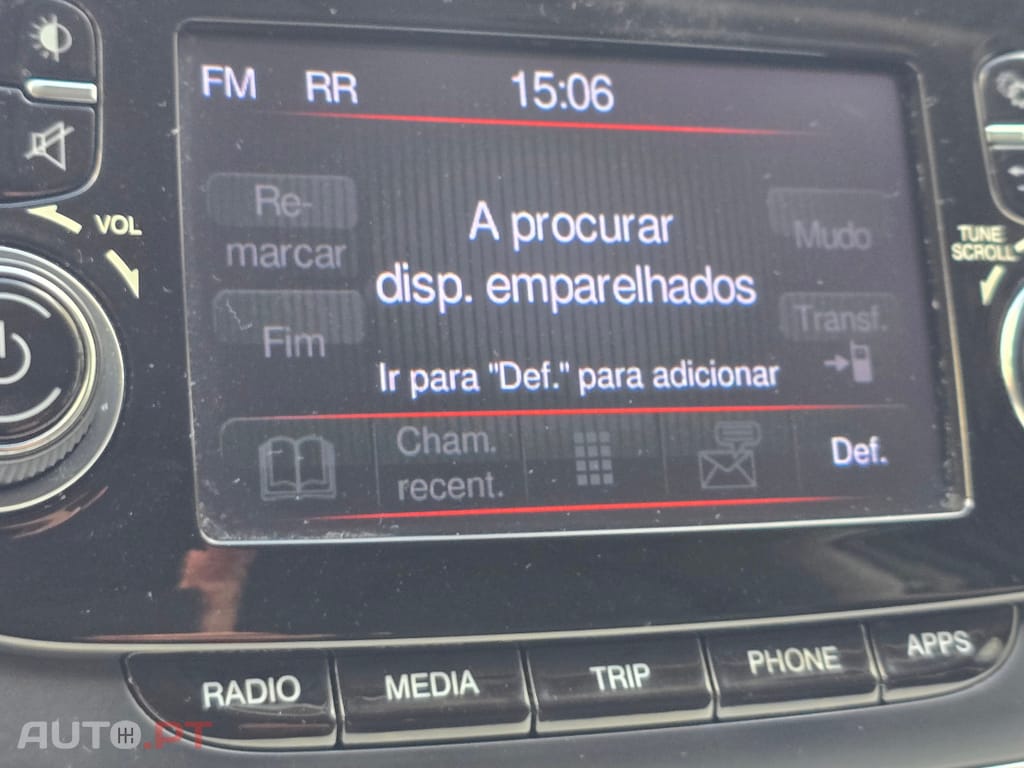 FM RR 15:06
VOL
TUNE
SCROLL
Re-
marcar
A procurar
disp. emparelhados
Mudo
Fim
Transf.
Ir para "Def." para adicionar
Cham.
recent.
Def.
RADIO MEDIA TRIP PHONE APPS
AUTO.PT